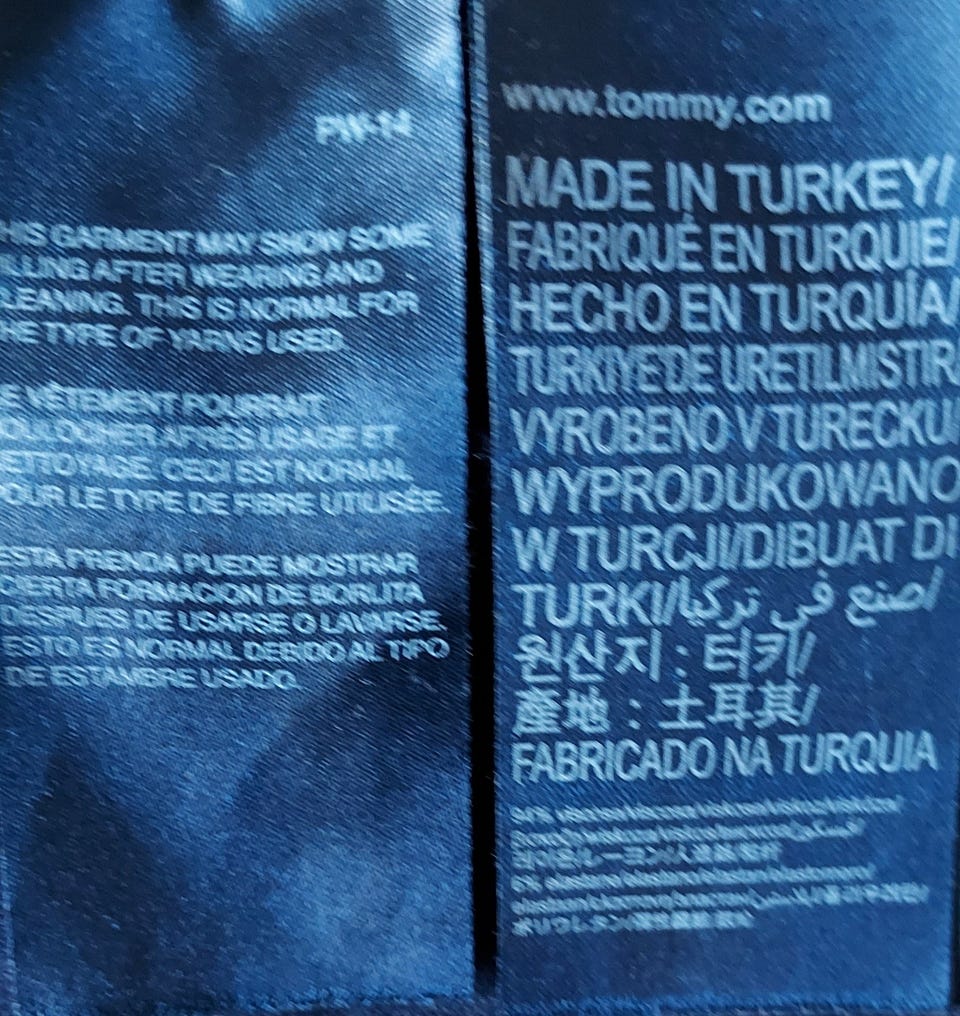 PW-14
HIS GARMENT MAY SHOW SOME
ILLING AFTER WEARING AND
LEANING. THIS IS NORMAL FOR
HE TYPE OF YARNS USED.
E VÊTEMENT POURRAIT
BOULOCHER APRÈS USAGE ET
ETTOYAGE. CECI EST NORMAL
POUR LE TYPE DE FIBRE UTILISÉE.
ESTA PRENDA PUEDE MOSTRAR
CIERTA FORMACION DE BORLITA
DESPUES DE USARSE O LAVARSE.
ESTO ES NORMAL DEBIDO AL TIPO
DE ESTAMBRE USADO.
www.tommy.com
MADE IN TURKEY/
FABRIQUÉ EN TURQUIE/
HECHO EN TURQUÍA/
TURKIYE'DE URETILMISTIR
VYROBENO V TURECKU/
WYPRODUKOWANO
W TURCJI/DIBUAT DI
TURKI/صنع في تركيا/
원산지 : 터키/
產地 : 土耳其/
FABRICADO NA TURQUIA